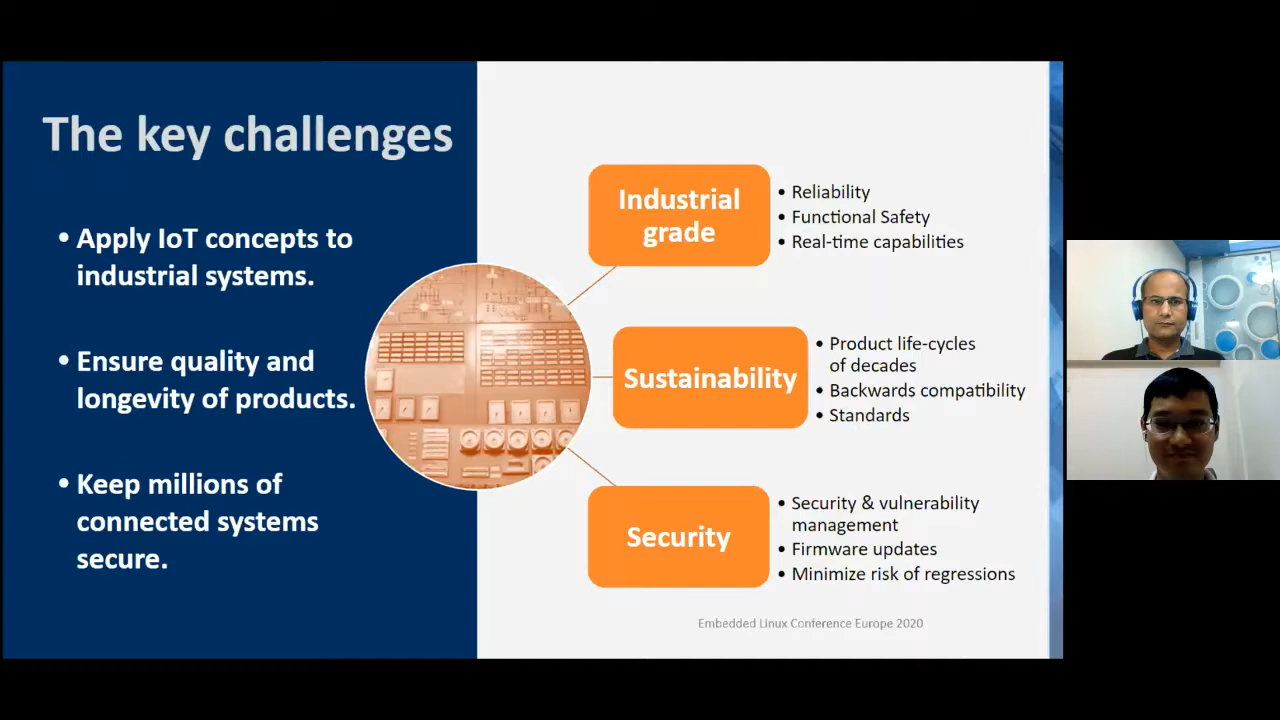 The key challenges
• Apply IoT concepts to
industrial systems.
• Ensure quality and
longevity of products.
• Keep millions of
connected systems
secure.
Industrial
grade
• Reliability
• Functional Safety
• Real-time capabilities
Sustainability
• Product life-cycles
of decades
• Backwards compatibility
• Standards
Security
• Security & vulnerability
management
• Firmware updates
• Minimize risk of regressions
Embedded Linux Conference Europe 2020